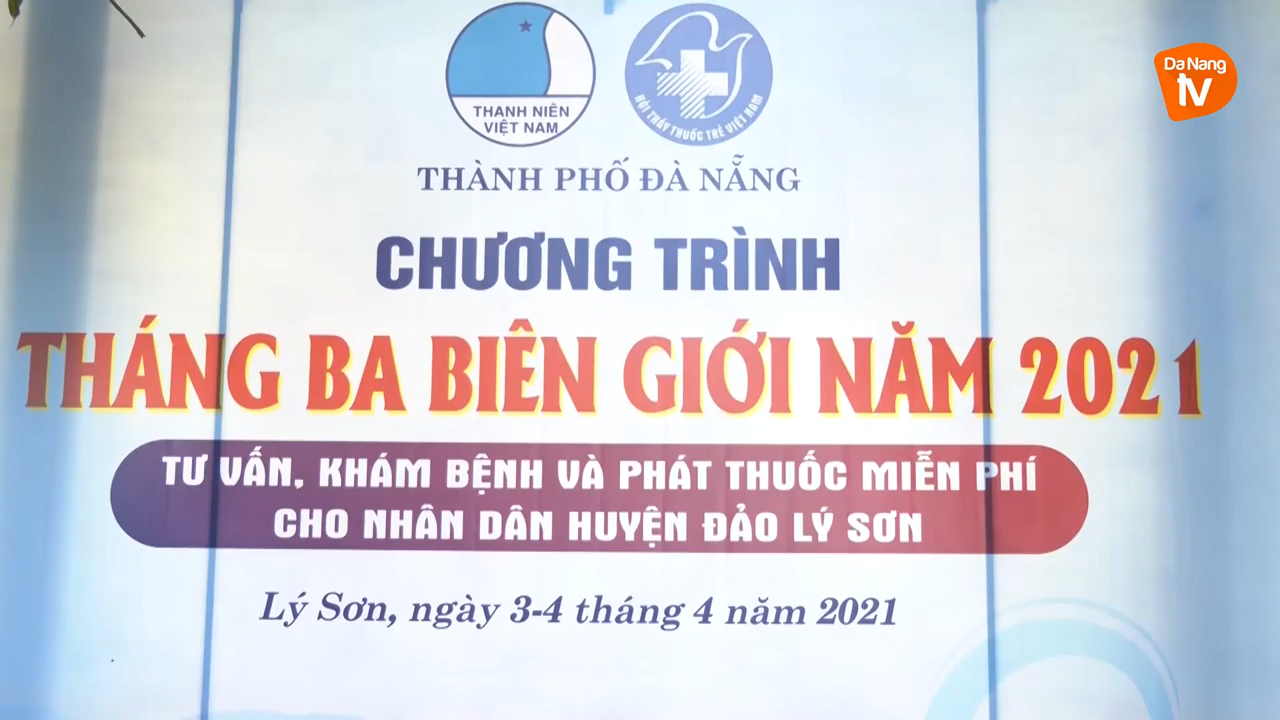 Da Nang
tv
THANH NIÊN
VIỆT NAM
HỘI THẦY THUỐC TRẺ VIỆT NAM
THÀNH PHỐ ĐÀ NẴNG
CHƯƠNG TRÌNH
THÁNG BA BIÊN GIỚI NĂM 2021
TƯ VẤN, KHÁM BỆNH VÀ PHÁT THUỐC MIỄN PHÍ
CHO NHÂN DÂN HUYỆN ĐẢO LÝ SƠN
Lý Sơn, ngày 3-4 tháng 4 năm 2021